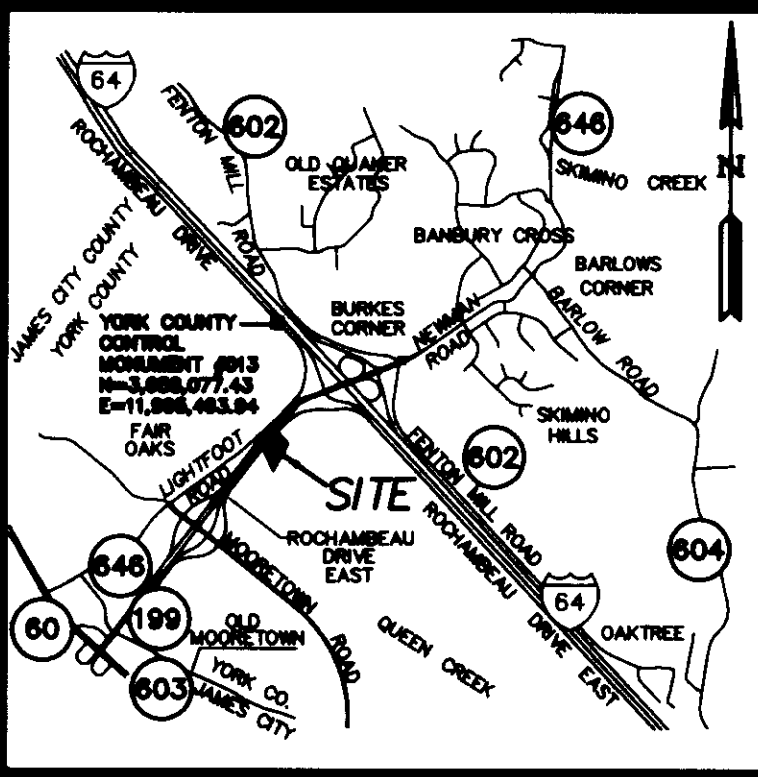 64
FENTON MILL
ROAD
602
646
N
ROCHAMBEAU DRIVE
OLD QUAKER
ESTATES
SKIMINO CREEK
BANBURY CROSS
JAMES CITY COUNTY
YORK COUNTY
BARLOWS
CORNER
BURKES
CORNER
NEWMAN
ROAD
BARLOW ROAD
YORK COUNTY
CONTROL
MONUMENT
FAIR
OAKS
SKIMINO
HILLS
LIGHTFOOT
ROAD
FENTON MILL ROAD
602
SITE
ROCHAMBEAU DRIVE EAST
ROCHAMBEAU
DRIVE
EAST
MOORETOWN
ROAD
604
646
64
199
OLD
MOORETOWN
QUEEN CREEK
OAKTREE
60
603
YORK CO.
JAMES CITY